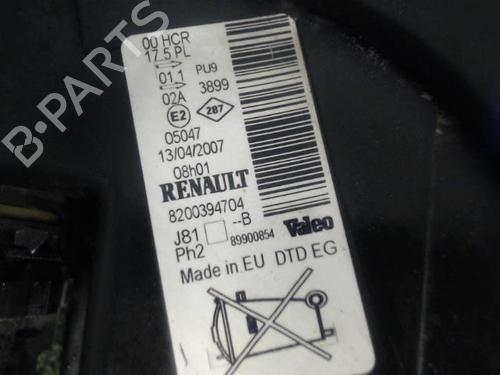 00 HCR
17.5 PL
01.1 PU9
02A 3899
E2 287
05047
13/04/2007
08h01
RENAULT
8200394704
J81 --B
Ph2 89900854 Valeo
Made in EU DTD EG
B-PARTS